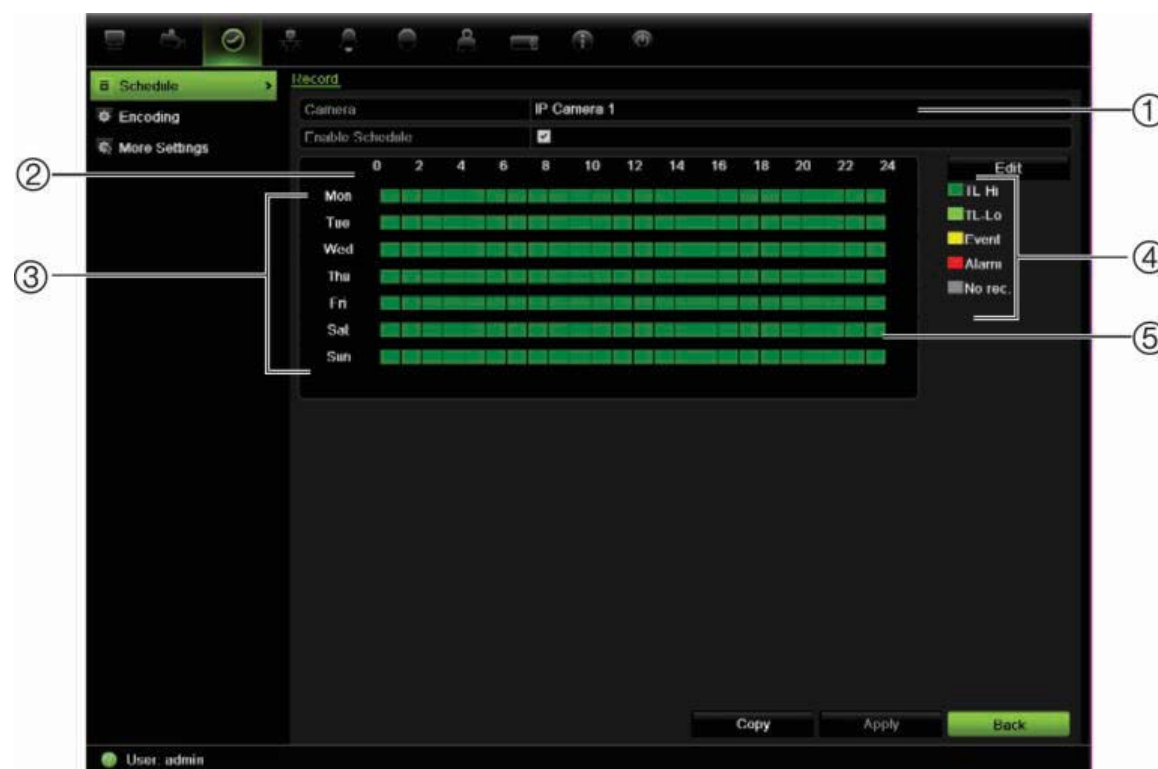 Schedule
Encoding
More Settings
Record
Camera IP Camera 1
Enable Schedule
0 2 4 6 8 10 12 14 16 18 20 22 24
Mon
Tue
Wed
Thu
Fri
Sat
Sun
Edit
TL Hi
TL-Lo
Event
Alarm
No rec.
①
②
③
④
⑤
Copy Apply Back
User: admin